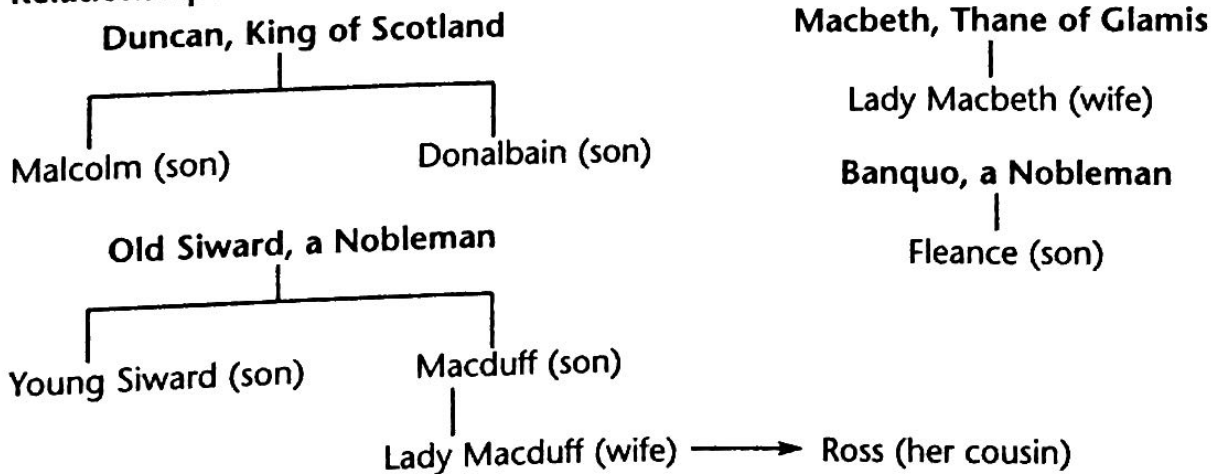 Duncan, King of Scotland
Malcolm (son)
Donalbain (son)
Macbeth, Thane of Glamis
Lady Macbeth (wife)
Banquo, a Nobleman
Fleance (son)
Old Siward, a Nobleman
Young Siward (son)
Macduff (son)
Lady Macduff (wife)
Ross (her cousin)